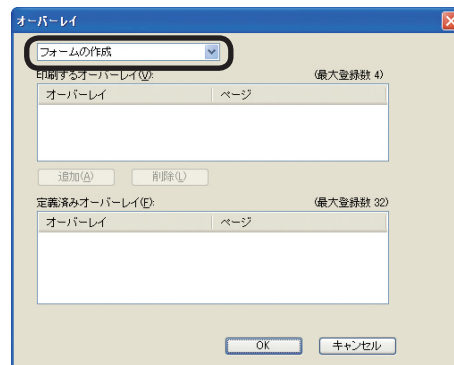 オーバーレイ
フォームの作成
印刷するオーバーレイ(V): (最大登録数 4)
オーバーレイ ページ
追加(A) 削除(L)
定義済みオーバーレイ(F): (最大登録数 32)
オーバーレイ ページ
OK キャンセル